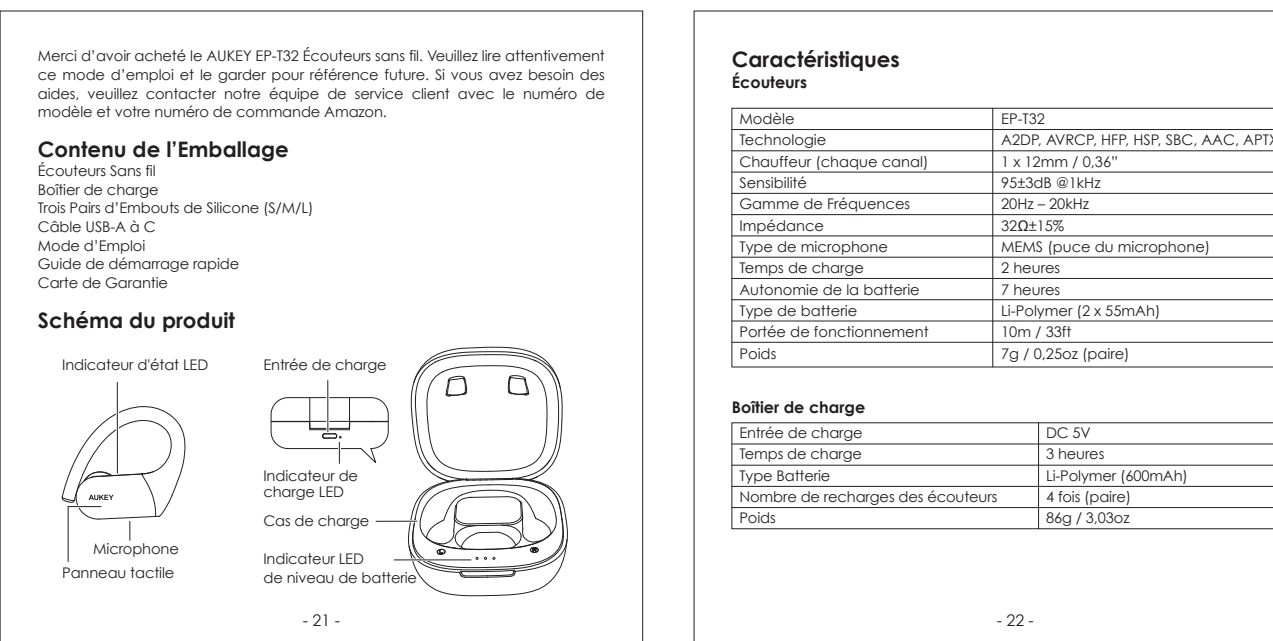 Merci d’avoir acheté le AUKEY EP-T32 Écouteurs sans fil. Veuillez lire attentivement
ce mode d’emploi et le garder pour référence future. Si vous avez besoin des
aides, veuillez contacter notre équipe de service client avec le numéro de
modèle et votre numéro de commande Amazon.
Contenu de l’Emballage
Écouteurs Sans fil
Boîtier de charge
Trois Pairs d’Embouts de Silicone (S/M/L)
Câble USB-A à C
Mode d’Emploi
Guide de démarrage rapide
Carte de Garantie
Schéma du produit
Indicateur d'état LED
AUKEY
Microphone
Panneau tactile
Entrée de charge
Indicateur de
charge LED
Cas de charge
Indicateur LED
de niveau de batterie
L
R
- 21 -
Caractéristiques
Écouteurs
Modèle EP-T32
Technologie A2DP, AVRCP, HFP, HSP, SBC, AAC, APTX
Chauffeur (chaque canal) 1 x 12mm / 0,36”
Sensibilité 95±3dB @1kHz
Gamme de Fréquences 20Hz – 20kHz
Impédance 32Ω±15%
Type de microphone MEMS (puce du microphone)
Temps de charge 2 heures
Autonomie de la batterie 7 heures
Type de batterie Li-Polymer (2 x 55mAh)
Portée de fonctionnement 10m / 33ft
Poids 7g / 0,25oz (paire)
Boîtier de charge
Entrée de charge DC 5V
Temps de charge 3 heures
Type Batterie Li-Polymer (600mAh)
Nombre de recharges des écouteurs 4 fois (paire)
Poids 86g / 3,03oz
- 22 -